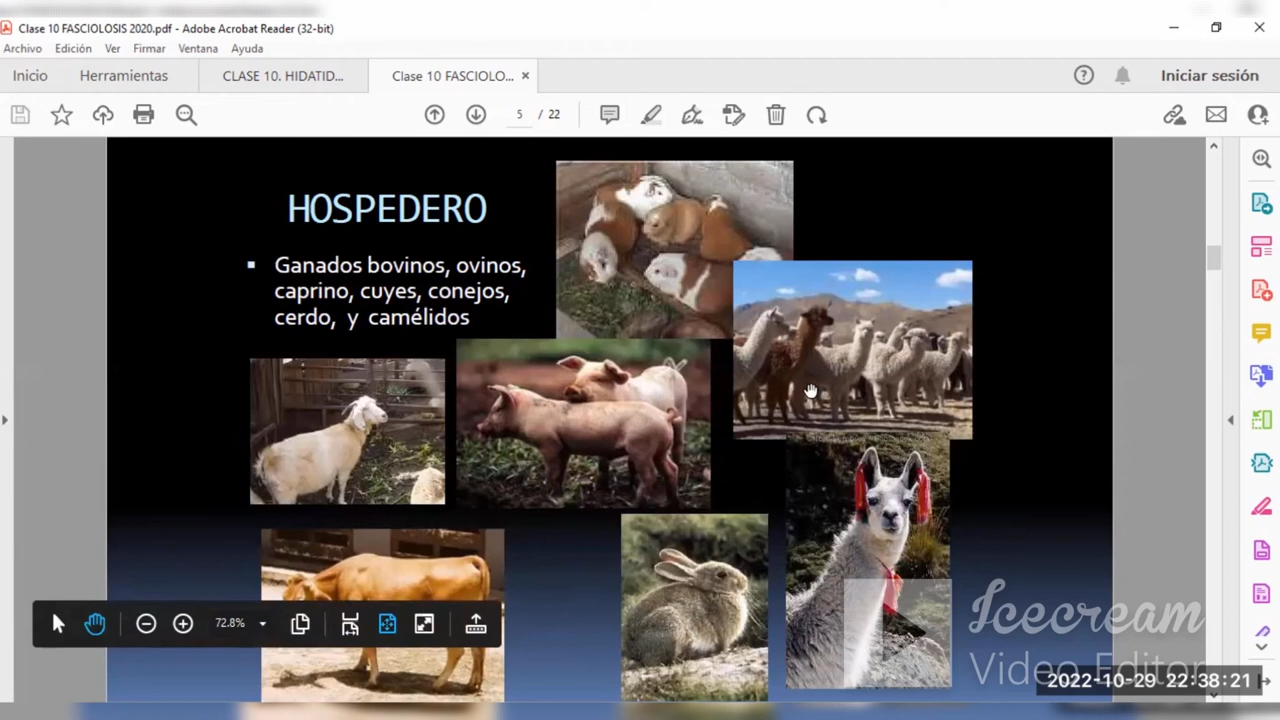 Clase 10 FASCIOLOSIS 2020.pdf - Adobe Acrobat Reader (32-bit)
Archivo Edición Ver Firmar Ventana Ayuda
Inicio Herramientas CLASE 10. HIDATID... Clase 10 FASCIOLO... ×
Iniciar sesión
5 / 22
HOSPEDERO
▪ Ganados bovinos, ovinos,
caprino, cuyes, conejos,
cerdo, y camélidos
72.8%
Icecream
Video Editor
2022-10-29 22:38:21